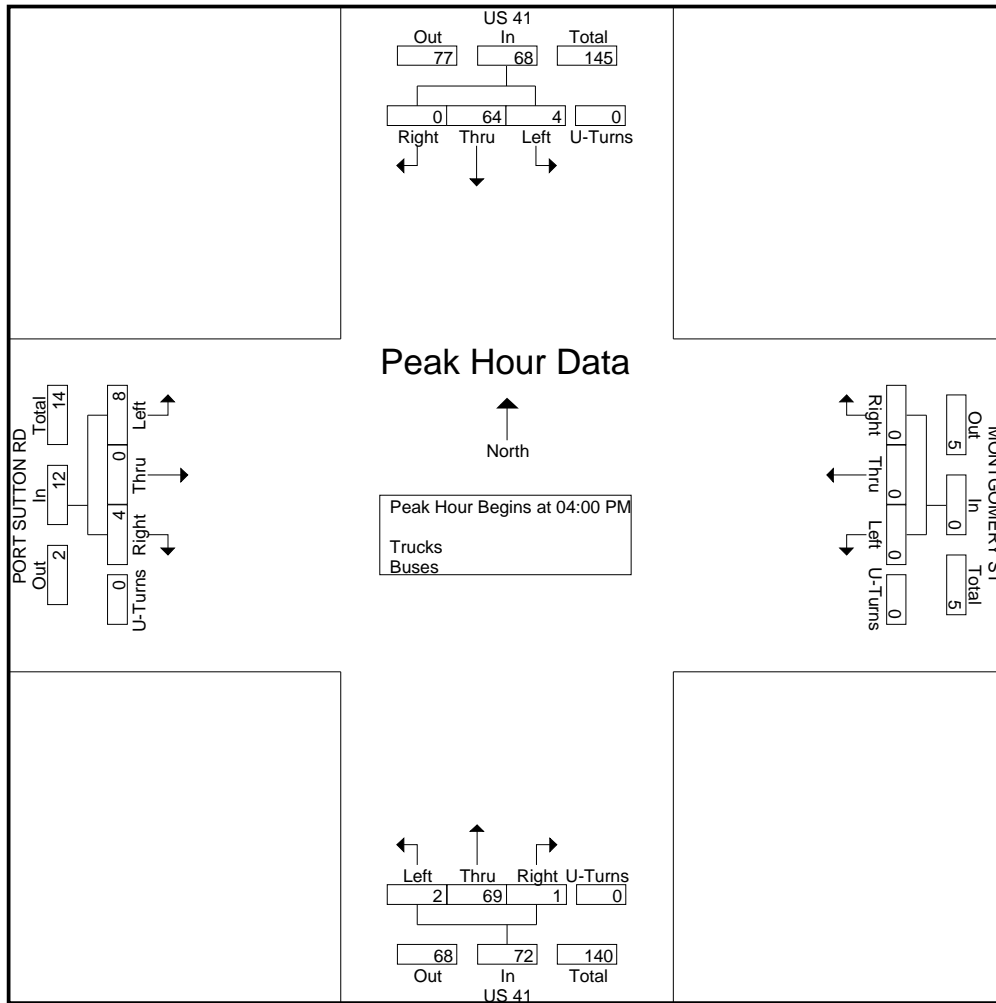 US 41
Out In Total
77 68 145
0 64 4 0
Right Thru Left U-Turns
Peak Hour Data
North
Peak Hour Begins at 04:00 PM
Trucks
Buses
PORT SUTTON RD
Out In Total
2 12 14
8 0 4 0
Left Thru Right U-Turns
MONTGOMERY ST
Out In Total
5 0 5
0 0 0 0
Right Thru Left U-Turns
Left Thru Right U-Turns
2 69 1 0
68 72 140
Out In Total
US 41